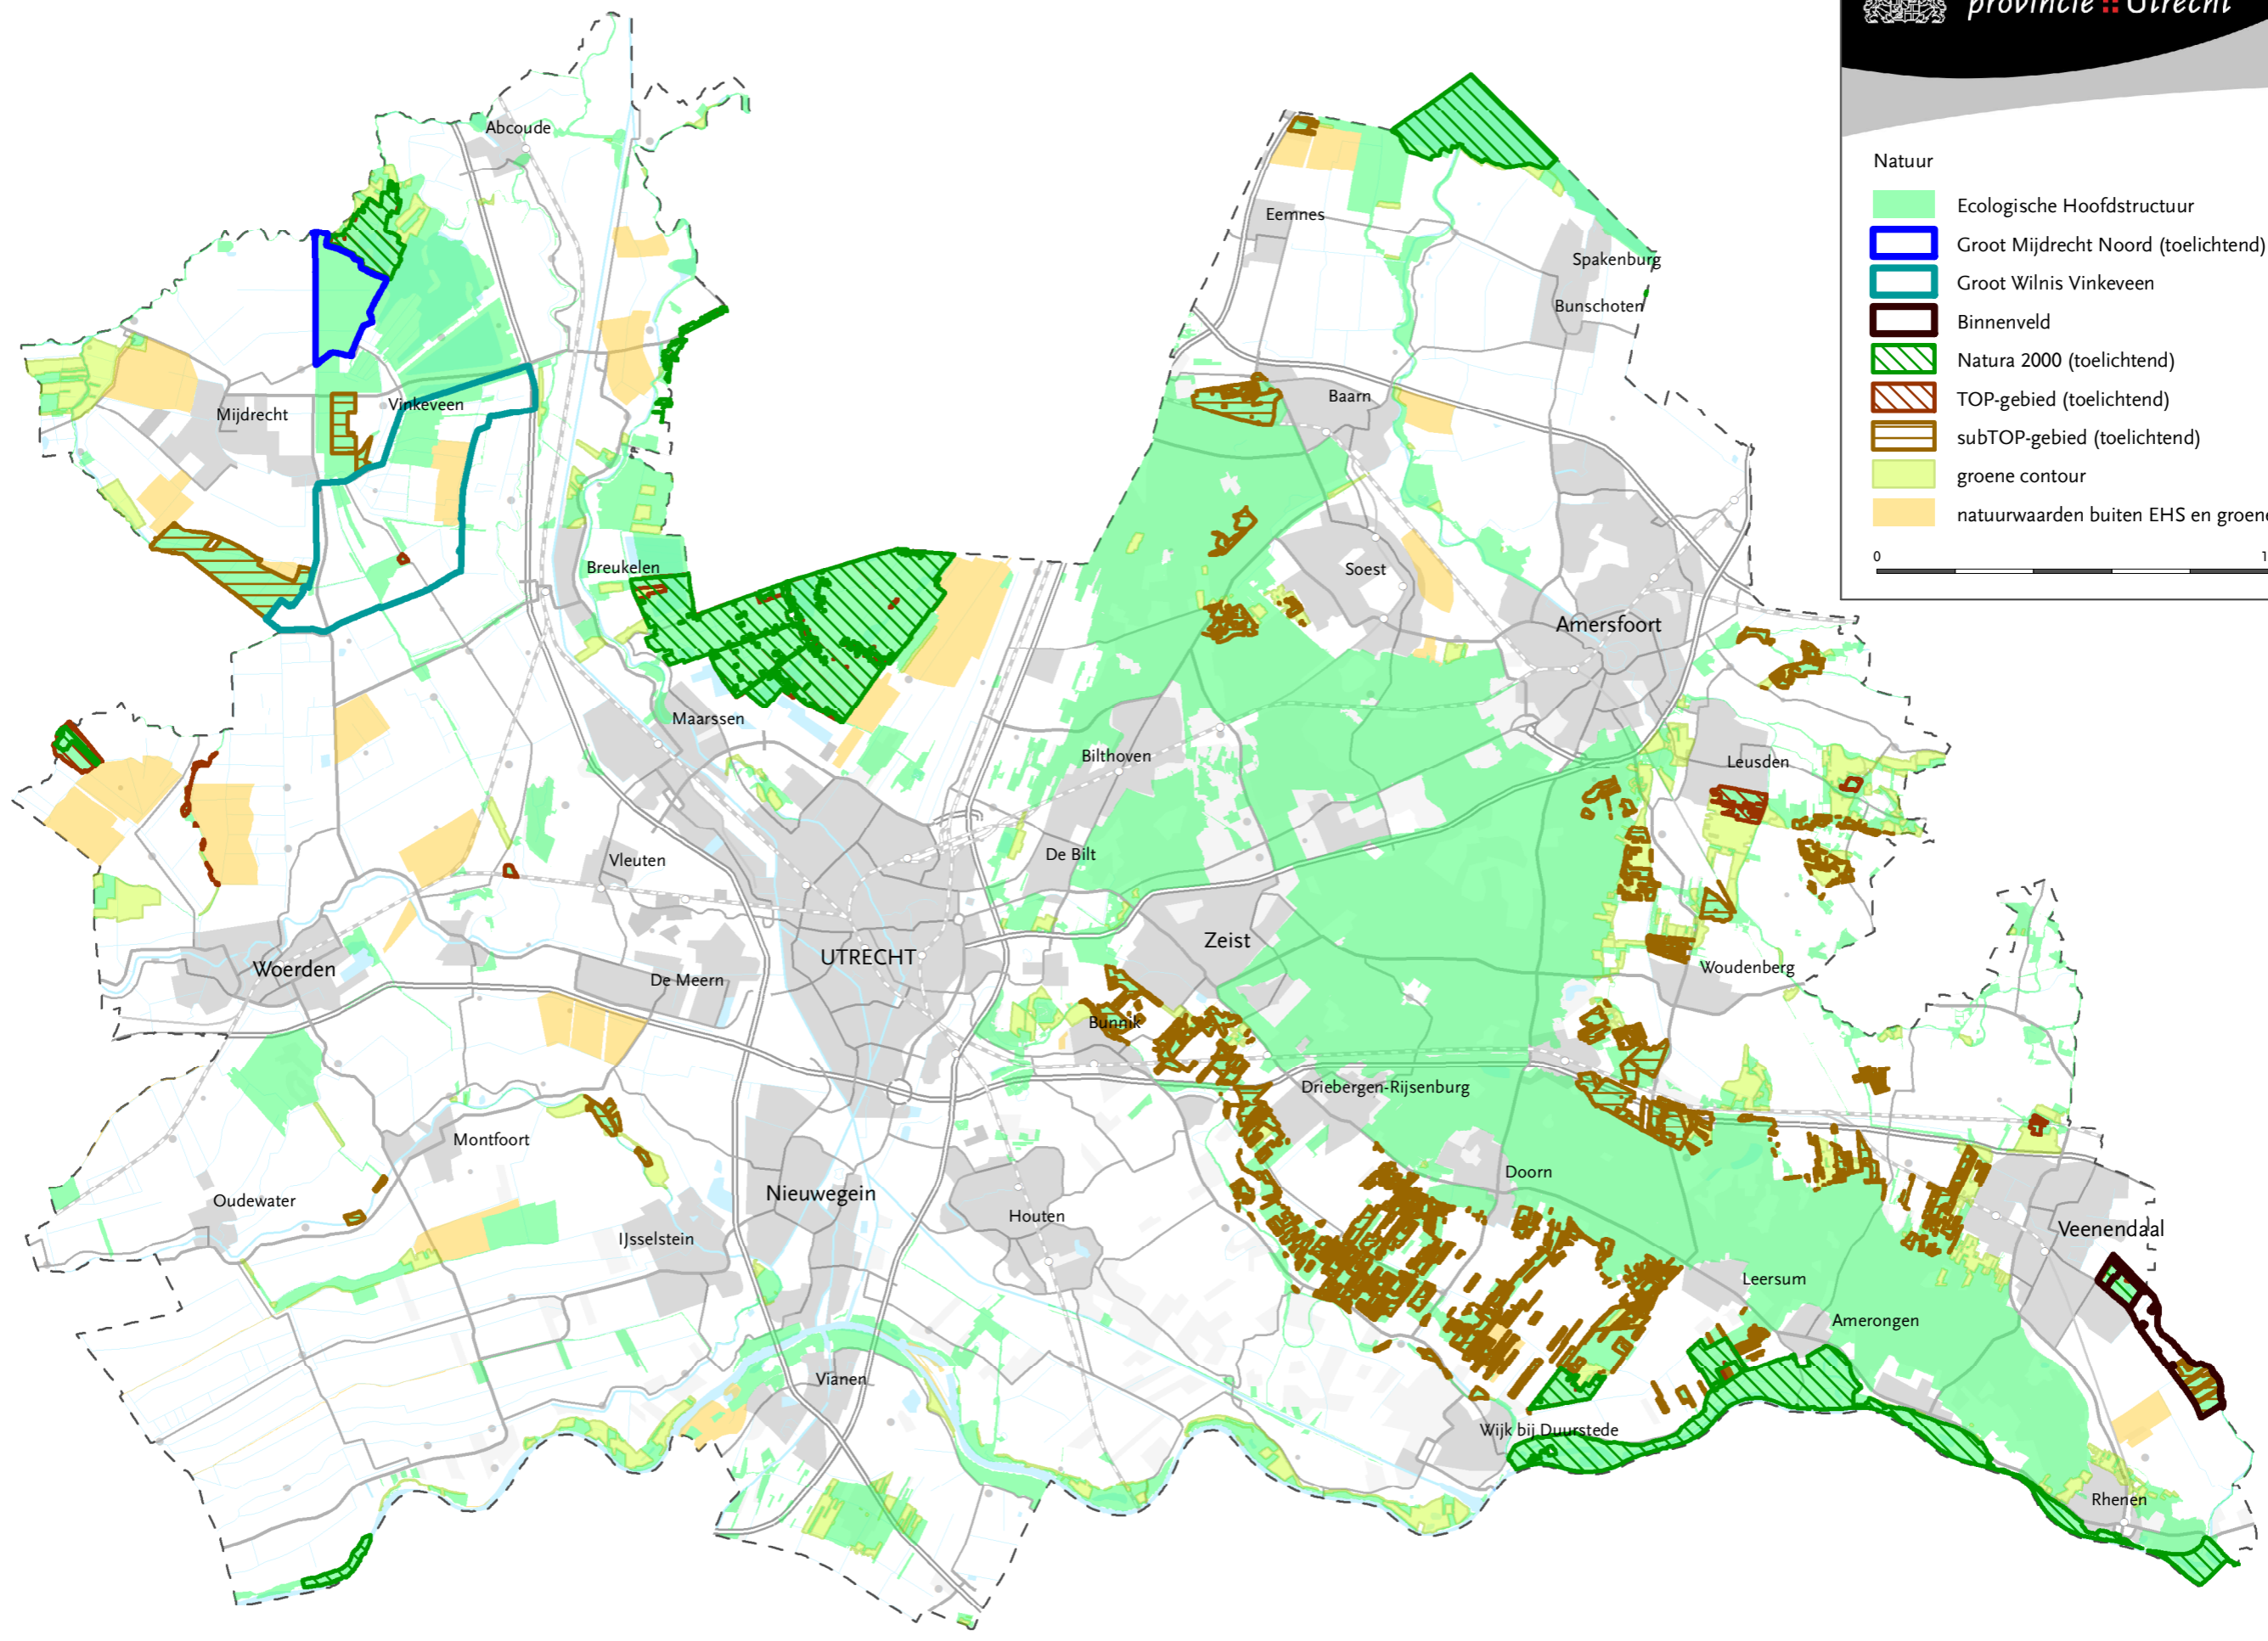 provincie :: Utrecht
Natuur
Ecologische Hoofdstructuur
Groot Mijdrecht Noord (toelichtend)
Groot Wilnis Vinkeveen
Binnenveld
Natura 2000 (toelichtend)
TOP-gebied (toelichtend)
subTOP-gebied (toelichtend)
groene contour
natuurwaarden buiten EHS en groene
0 1
Abcoude
Eemnes
Spakenburg
Bunschoten
Mijdrecht
Vinkeveen
Baarn
Breukelen
Soest
Amersfoort
Maarssen
Bilthoven
Leusden
Vleuten
De Bilt
Woerden
De Meern
UTRECHT
Zeist
Woudenberg
Bunnik
Driebergen-Rijsenburg
Montfoort
Oudewater
Nieuwegein
Doorn
Houten
IJsselstein
Veenendaal
Leersum
Amerongen
Vianen
Wijk bij Duurstede
Rhenen